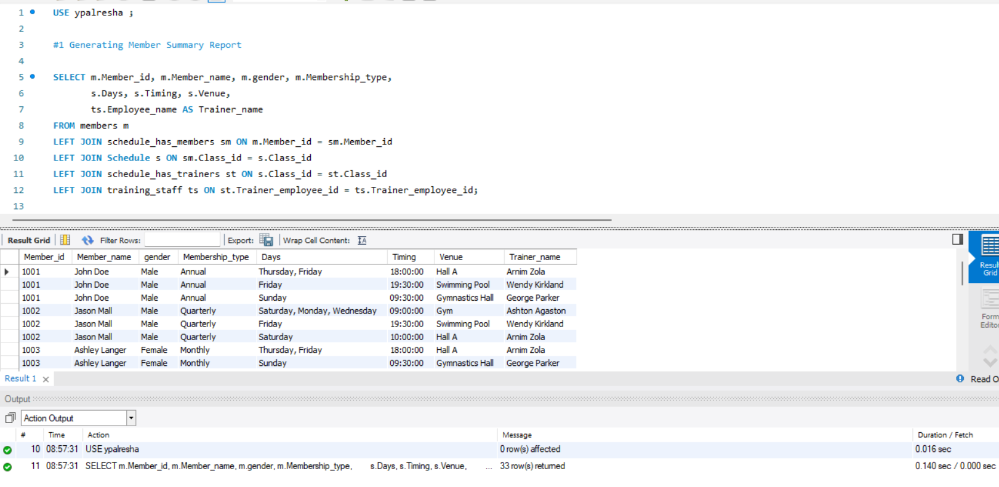 1 USE ypalresha ;
2
3 #1 Generating Member Summary Report
4
5 SELECT m.Member_id, m.Member_name, m.gender, m.Membership_type,
6 s.Days, s.Timing, s.Venue,
7 ts.Employee_name AS Trainer_name
8 FROM members m
9 LEFT JOIN schedule_has_members sm ON m.Member_id = sm.Member_id
10 LEFT JOIN Schedule s ON sm.Class_id = s.Class_id
11 LEFT JOIN schedule_has_trainers st ON s.Class_id = st.Class_id
12 LEFT JOIN training_staff ts ON st.Trainer_employee_id = ts.Trainer_employee_id;
13
Result Grid Filter Rows: Export: Wrap Cell Content: IA
Member_id Member_name gender Membership_type Days Timing Venue Trainer_name
1001 John Doe Male Annual Thursday, Friday 18:00:00 Hall A Arnim Zola
1001 John Doe Male Annual Friday 19:30:00 Swimming Pool Wendy Kirkland
1001 John Doe Male Annual Sunday 09:30:00 Gymnastics Hall George Parker
1002 Jason Mall Male Quarterly Saturday, Monday, Wednesday 09:00:00 Gym Ashton Agaston
1002 Jason Mall Male Quarterly Friday 19:30:00 Swimming Pool Wendy Kirkland
1002 Jason Mall Male Quarterly Saturday 10:00:00 Hall A Arnim Zola
1003 Ashley Langer Female Monthly Thursday, Friday 18:00:00 Hall A Arnim Zola
1003 Ashley Langer Female Monthly Sunday 09:30:00 Gymnastics Hall George Parker
Result
Grid
Form
Editor
Result 1 Read O
Output
Action Output
# Time Action Message Duration / Fetch
10 08:57:31 USE ypalresha 0 row(s) affected 0.016 sec
11 08:57:31 SELECT m.Member_id, m.Member_name, m.gender, m.Membership_type, s.Days, s.Timing, s.Venue, ... 33 row(s) returned 0.140 sec / 0.000 sec